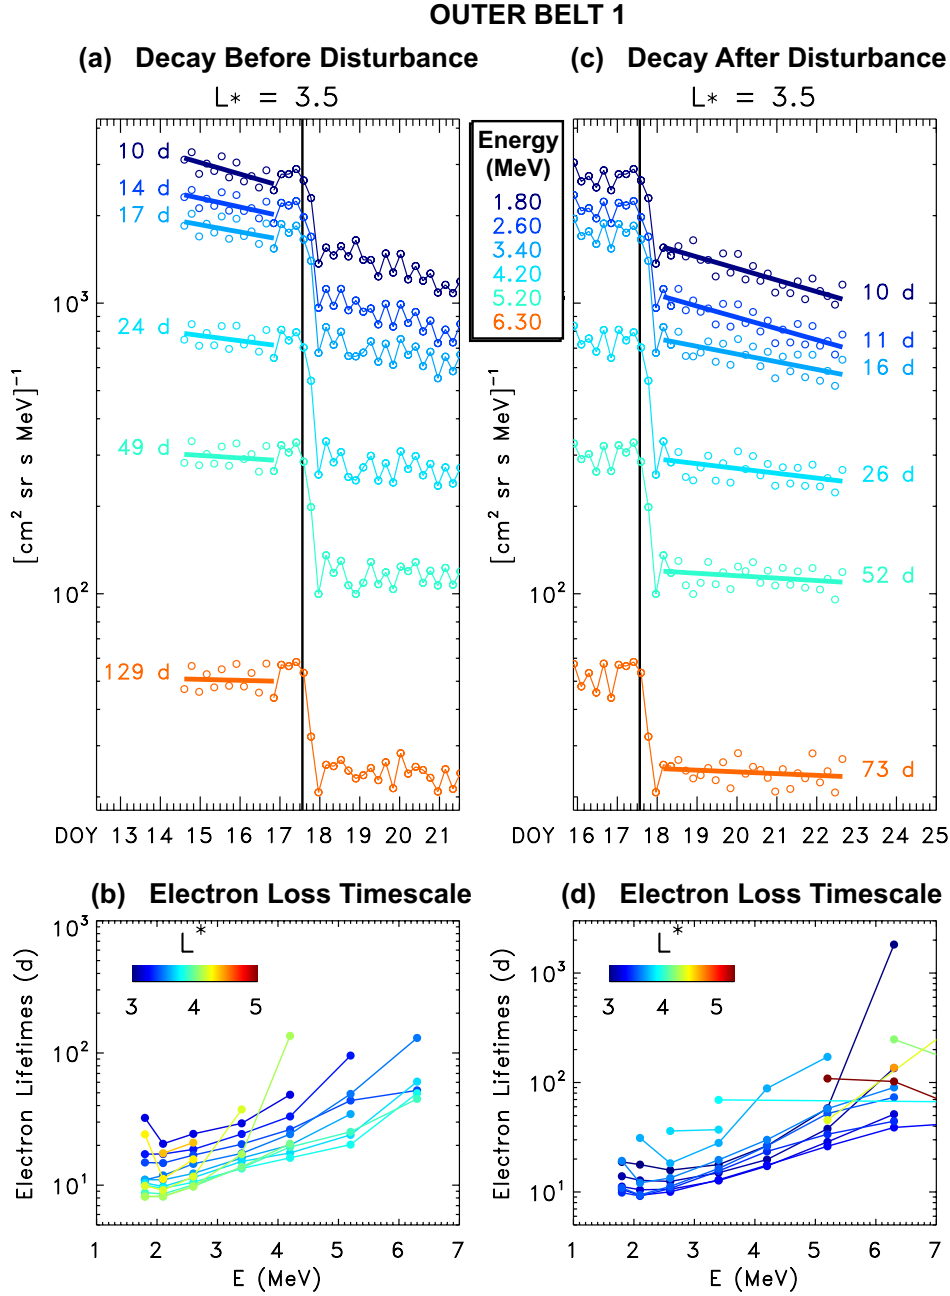 OUTER BELT 1
(a) Decay Before Disturbance
L* = 3.5
10 d
14 d
17 d
24 d
49 d
129 d
10³
10²
[cm² sr s MeV]⁻¹
DOY 13 14 15 16 17 18 19 20 21
Energy
(MeV)
1.80
2.60
3.40
4.20
5.20
6.30
(c) Decay After Disturbance
L* = 3.5
10 d
11 d
16 d
26 d
52 d
73 d
10³
10²
[cm² sr s MeV]⁻¹
DOY 16 17 18 19 20 21 22 23 24 25
(b) Electron Loss Timescale
L*
3 4 5
10³
10²
10¹
Electron Lifetimes (d)
1 2 3 4 5 6 7
E (MeV)
(d) Electron Loss Timescale
L*
3 4 5
10³
10²
10¹
Electron Lifetimes (d)
1 2 3 4 5 6 7
E (MeV)